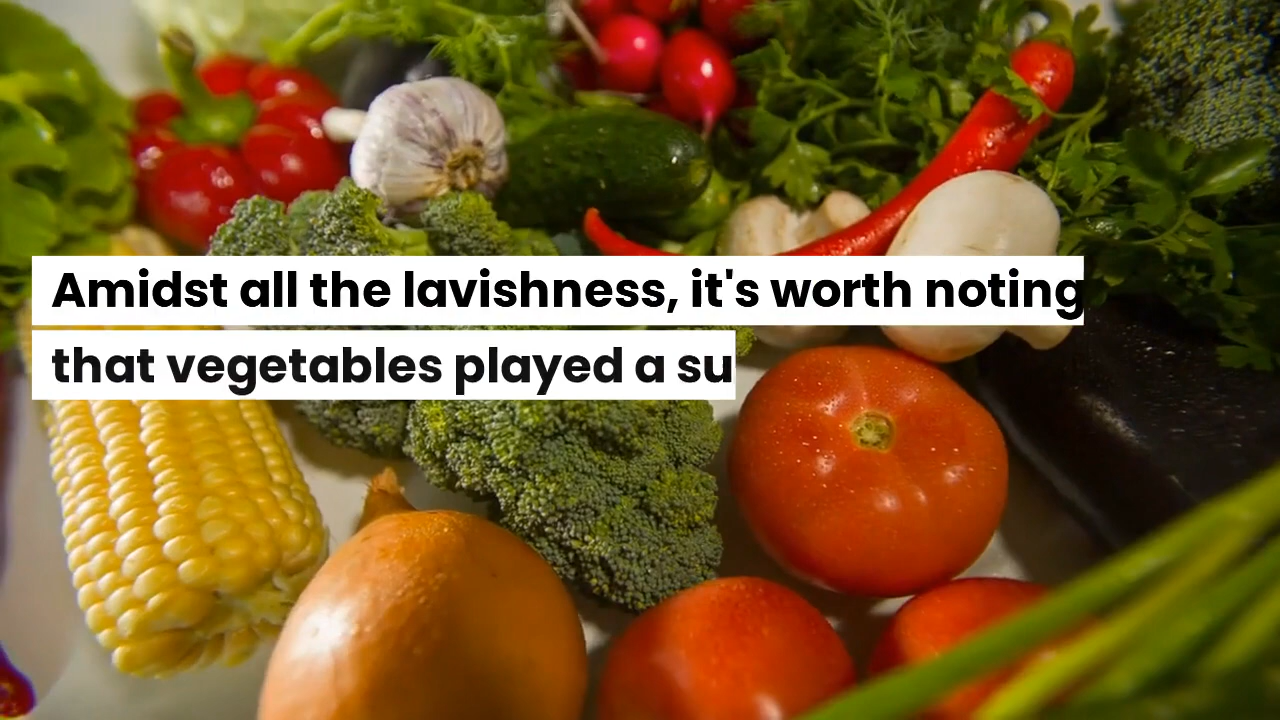 Amidst all the lavishness, it's worth noting
that vegetables played a su